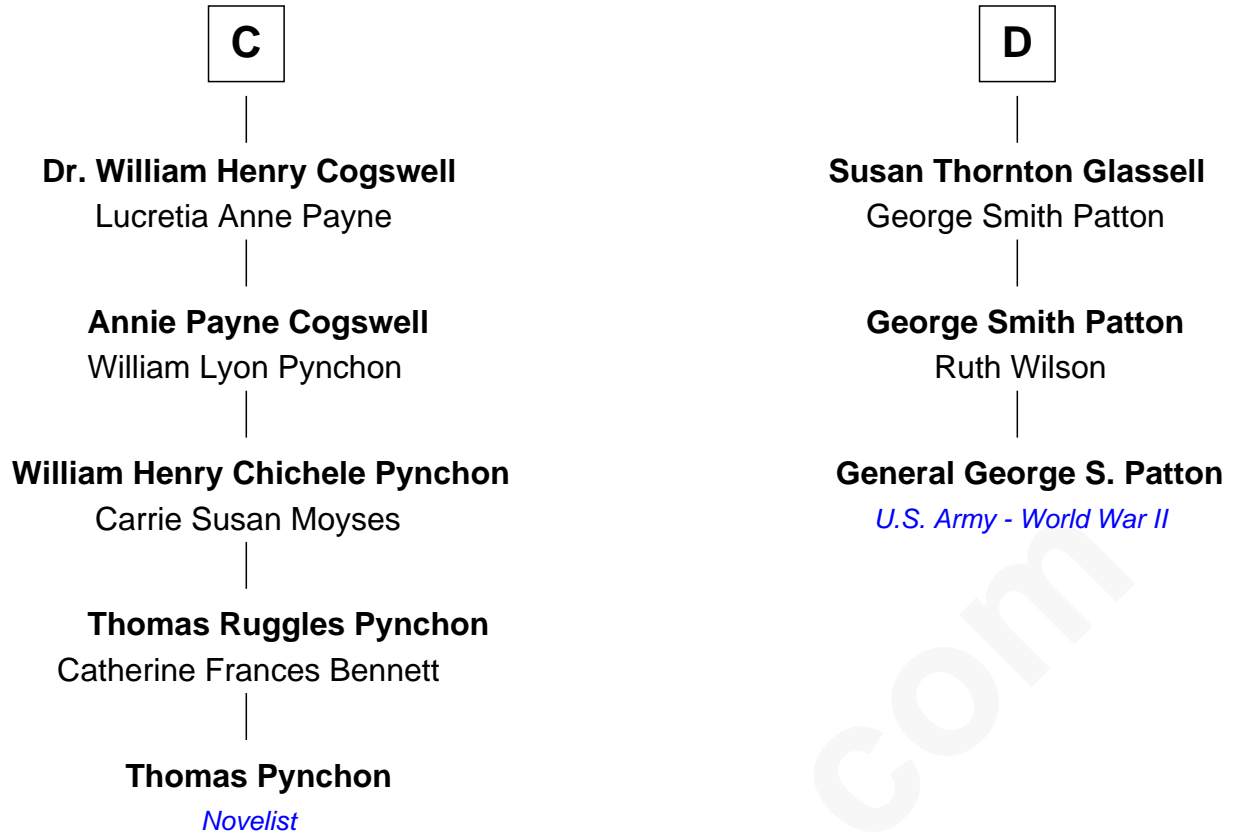 C
Dr. William Henry Cogswell
Lucretia Anne Payne
Annie Payne Cogswell
William Lyon Pynchon
William Henry Chichele Pynchon
Carrie Susan Moyses
Thomas Ruggles Pynchon
Catherine Frances Bennett
Thomas Pynchon
Novelist
D
Susan Thornton Glassell
George Smith Patton
George Smith Patton
Ruth Wilson
General George S. Patton
U.S. Army - World War II
com